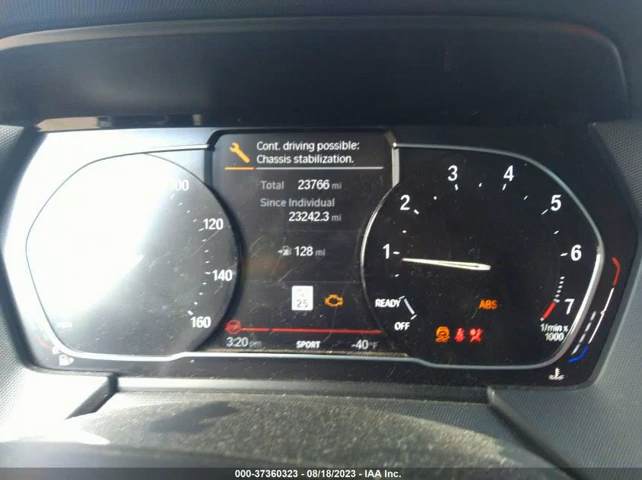 Cont. driving possible:
Chassis stabilization.
Total 23766 mi
Since Individual
23242.3 mi
128 mi
25
3:20 pm
SPORT
-40°F
100
120
140
160
1
2
3
4
5
6
7
1/min x
1000
READY
OFF
ABS
000-37360323 - 08/18/2023 - IAA Inc.